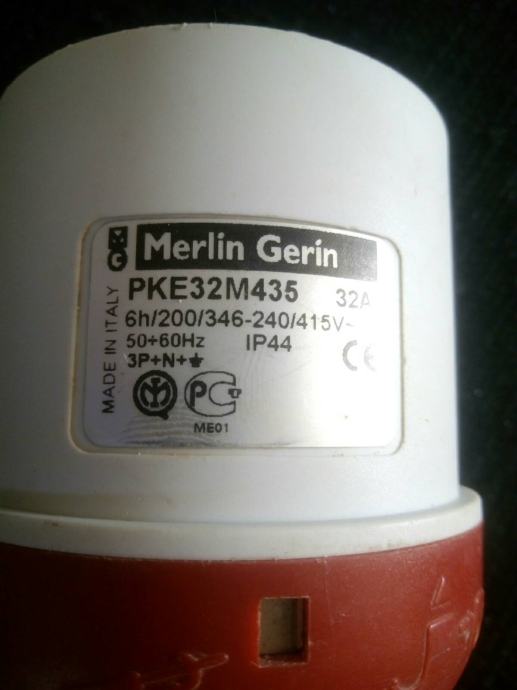 Merlin Gerin
PKE32M435 32A
6h/200/346-240/415V~
50÷60Hz IP44
3P+N+⏚
MADE IN ITALY
CE
ME01